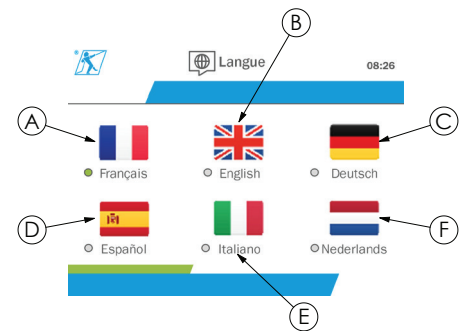 B
Langue
08:26
A
C
Français
English
Deutsch
D
F
Español
Italiano
Nederlands
E